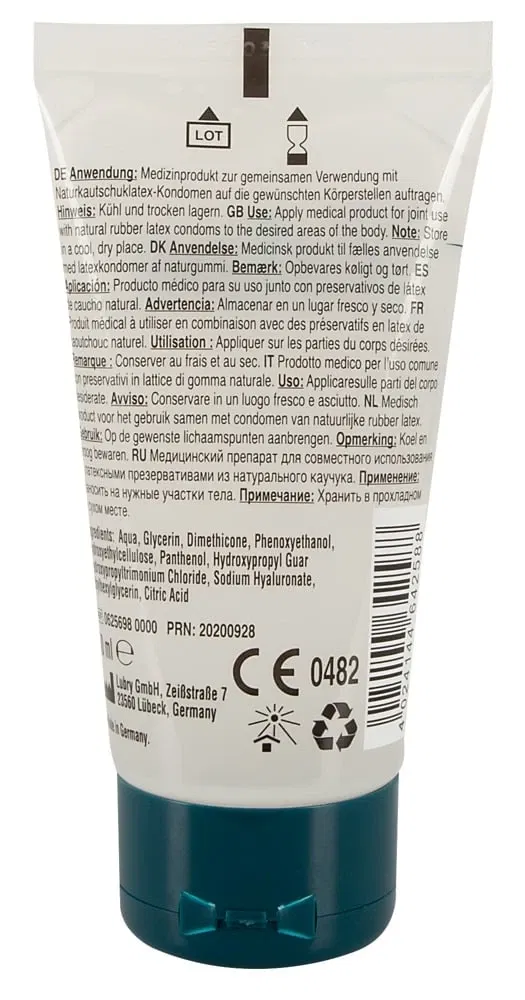 LOT
DE Anwendung: Medizinprodukt zur gemeinsamen Verwendung mit
Naturkautschuklatex-Kondomen auf die gewünschten Körperstellen auftragen.
Hinweis: Kühl und trocken lagern. GB Use: Apply medical product for joint use
with natural rubber latex condoms to the desired areas of the body. Note: Store
in a cool, dry place. DK Anvendelse: Medicinsk produkt til fælles anvendelse
med latexkondomer af naturgummi. Bemærk: Opbevares køligt og tørt. ES
Aplicación: Producto médico para su uso junto con preservativos de látex
de caucho natural. Advertencia: Almacenar en un lugar fresco y seco. FR
Produit médical à utiliser en combinaison avec des préservatifs en latex de
caoutchouc naturel. Utilisation : Appliquer sur les parties du corps désirées.
Remarque : Conserver au frais et au sec. IT Prodotto medico per l'uso comune
con preservativi in lattice di gomma naturale. Uso: Applicaresulle parti del corpo
desiderate. Avviso: Conservare in un luogo fresco e asciutto. NL Medisch
product voor het gebruik samen met condomen van natuurlijke rubber latex.
Gebruik: Op de gewenste lichaamspunten aanbrengen. Opmerking: Koel en
droog bewaren. RU Медицинский препарат для совместного использования
латексными презервативами из натурального каучука. Применение:
наносить на нужные участки тела. Примечание: Хранить в прохладном
сухом месте.
Ingredients: Aqua, Glycerin, Dimethicone, Phenoxyethanol,
Hydroxyethylcellulose, Panthenol, Hydroxypropyl Guar
Hydroxypropyltrimonium Chloride, Sodium Hyaluronate,
Ethylhexylglycerin, Citric Acid
0625698 0000 PRN: 20200928
ml e
CE 0482
Lubry GmbH, Zeißstraße 7
23560 Lübeck, Germany
Made in Germany.
4 024144 642588